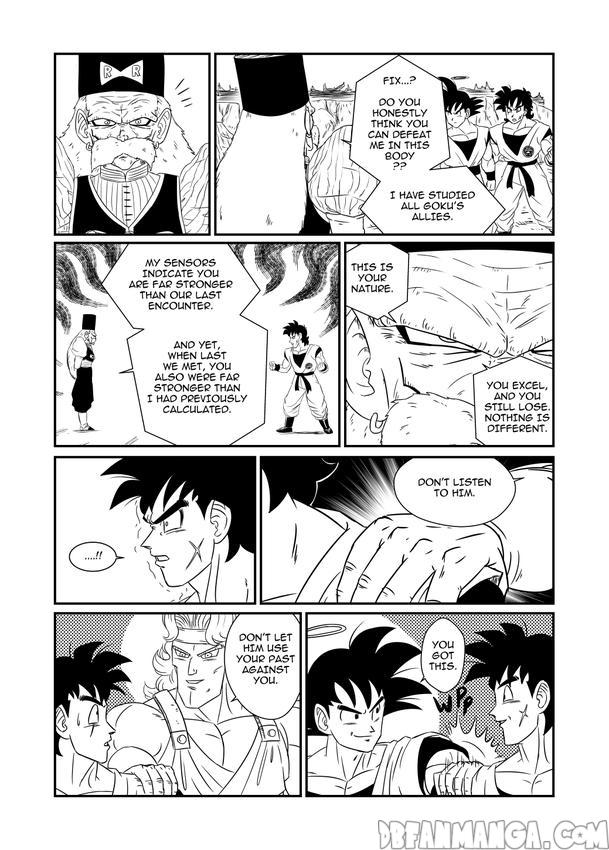 R R
FIX...?
DO YOU
HONESTLY
THINK YOU
CAN DEFEAT
ME IN THIS
BODY
??
I HAVE STUDIED
ALL GOKU'S
ALLIES.
MY SENSORS
INDICATE YOU
ARE FAR
STRONGER
THAN OUR LAST
ENCOUNTER.
AND YET,
WHEN LAST
WE MET, YOU
ALSO WERE FAR
STRONGER THAN
I HAD PREVIOUSLY
CALCULATED.
THIS IS
YOUR
NATURE.
YOU EXCEL,
AND YOU
STILL LOSE.
NOTHING IS
DIFFERENT.
....!!
DON'T LISTEN
TO HIM.
DON'T LET
HIM USE
YOUR PAST
AGAINST
YOU.
YOU
GOT
THIS.
WPP
DBFANMANGA.COM